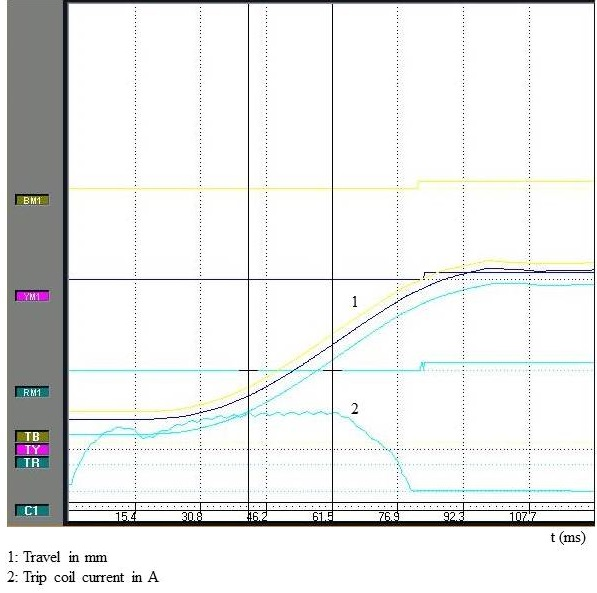 BM1
YM1
1
RM1
2
TB
TY
TR
C1
15.4 30.8 46.2 61.5 76.9 92.3 107.7
t (ms)
1: Travel in mm
2: Trip coil current in A